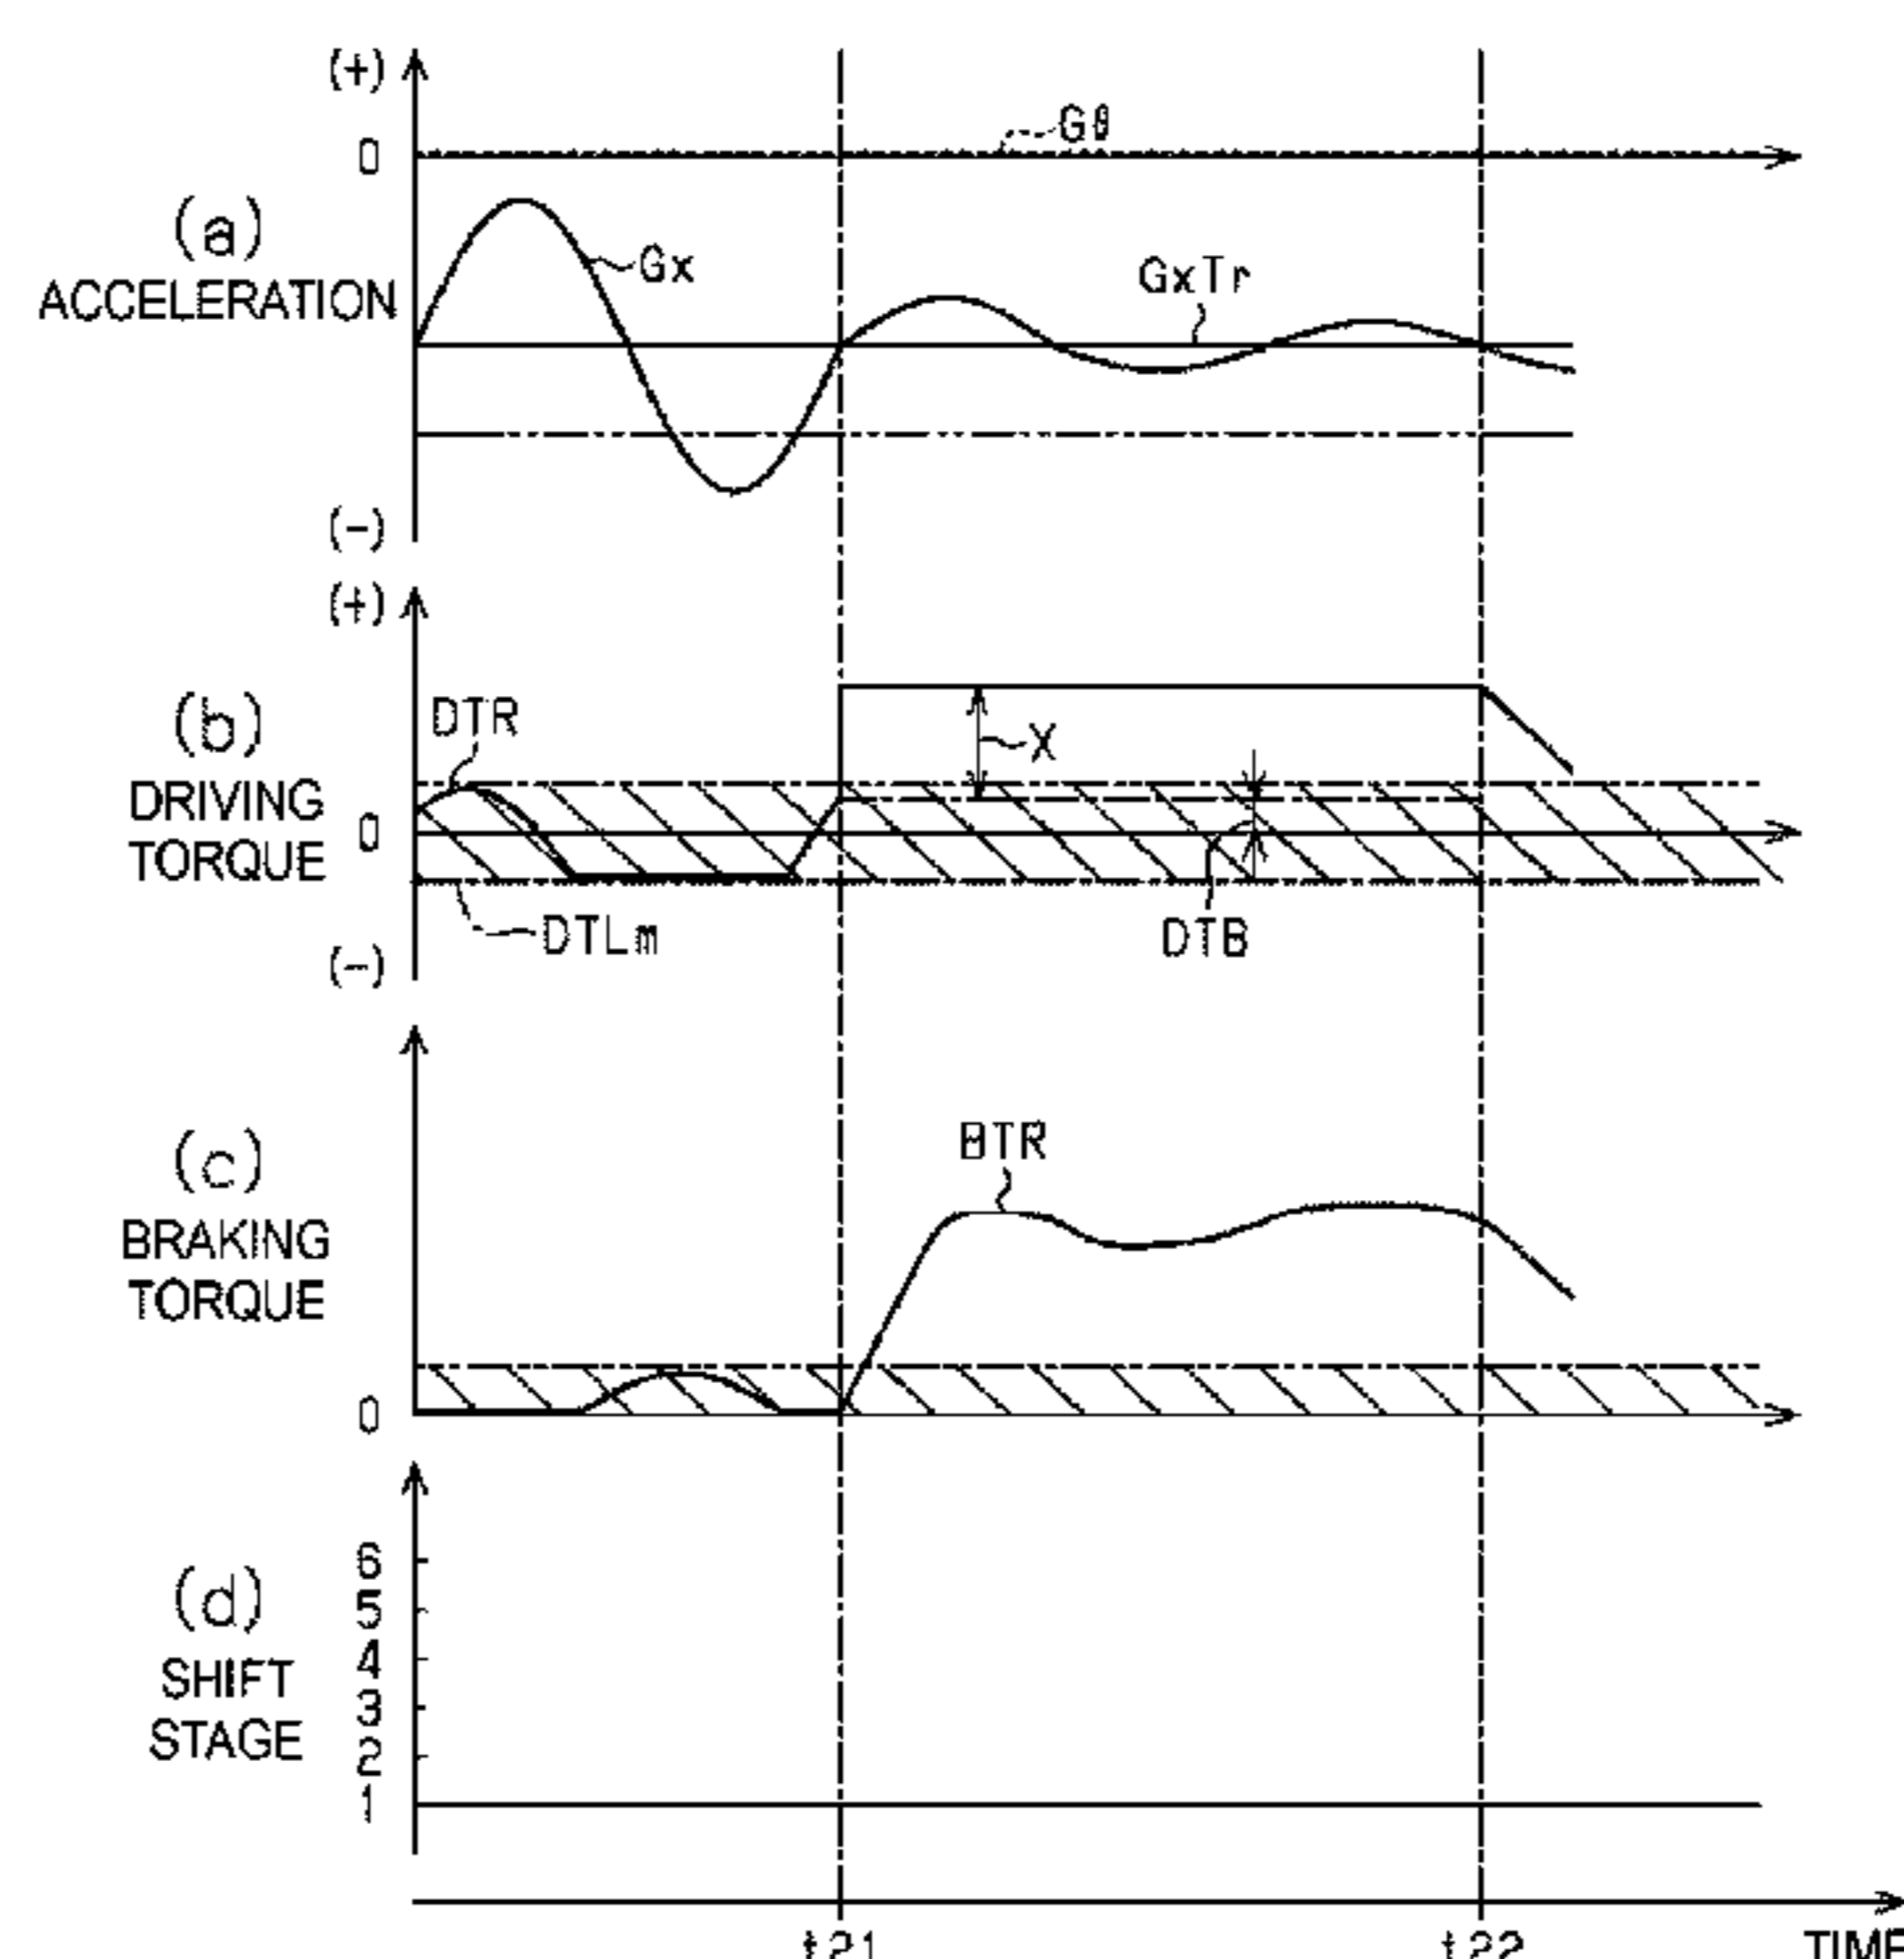 (+)
0
Gθ
(a)
ACCELERATION
Gx
GxTr
(-)
(+)
(b)
DRIVING
TORQUE
DTR
X
0
DTLm
DTB
(-)
(c)
BRAKING
TORQUE
BTR
0
(d)
SHIFT
STAGE
6
5
4
3
2
1
t21
t22
TIME